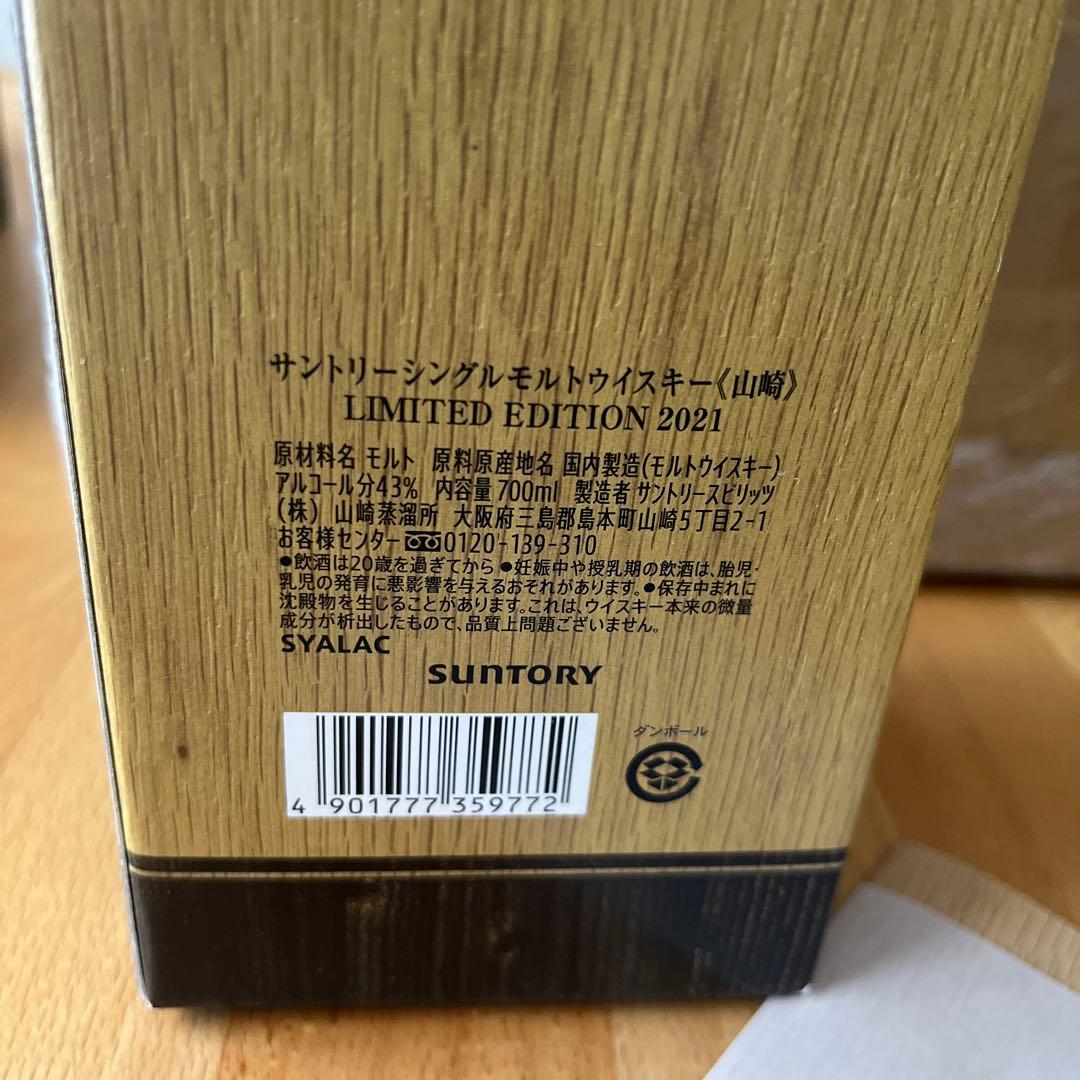 サントリーシングルモルトウイスキー《山崎》
LIMITED EDITION 2021
原材料名 モルト 原料原産地名 国内製造(モルトウイスキー)
アルコール分43% 内容量 700ml 製造者 サントリースピリッツ
(株) 山崎蒸溜所 大阪府三島郡島本町山崎5丁目2-1
お客様センター 0120-139-310
●飲酒は20歳を過ぎてから ●妊娠中や授乳期の飲酒は、胎児・
乳児の発育に悪影響を与えるおそれがあります。●保存中まれに
沈殿物を生じることがあります。これは、ウイスキー本来の微量
成分が析出したもので、品質上問題ございません。
SYALAC
SUNTORY
ダンボール
4 901777 359772